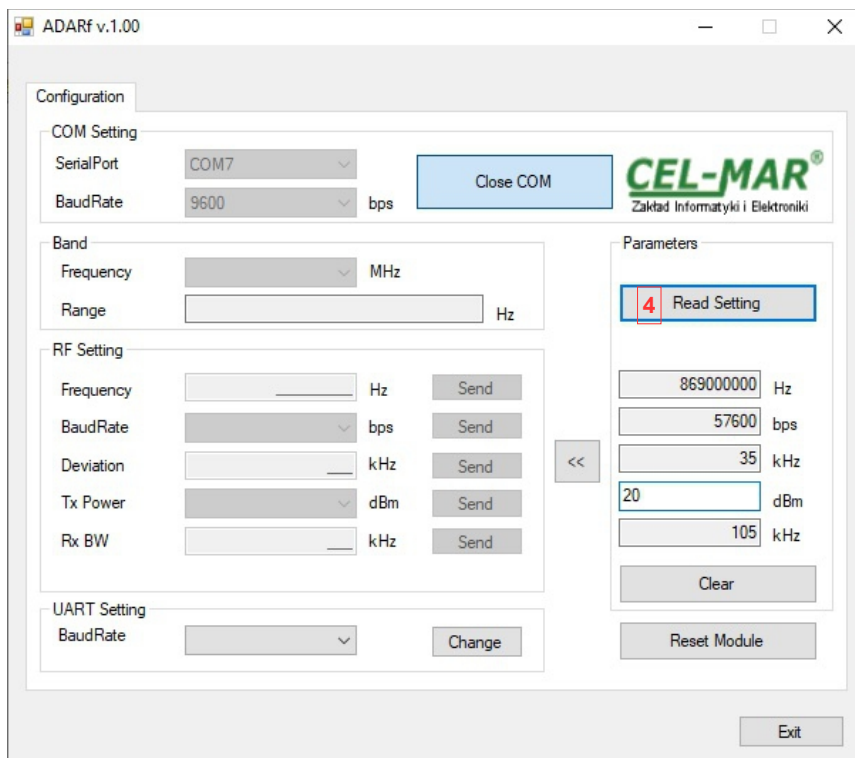 ADARf v.1.00
Configuration
COM Setting
SerialPort COM7
BaudRate 9600 bps
Close COM
CEL-MAR®
Zakład Informatyki i Elektroniki
Band
Frequency MHz
Range Hz
RF Setting
Frequency Hz Send
BaudRate bps Send
Deviation kHz Send
Tx Power dBm Send
Rx BW kHz Send
<<
Parameters
4 Read Setting
869000000 Hz
57600 bps
35 kHz
20 dBm
105 kHz
Clear
UART Setting
BaudRate Change
Reset Module
Exit